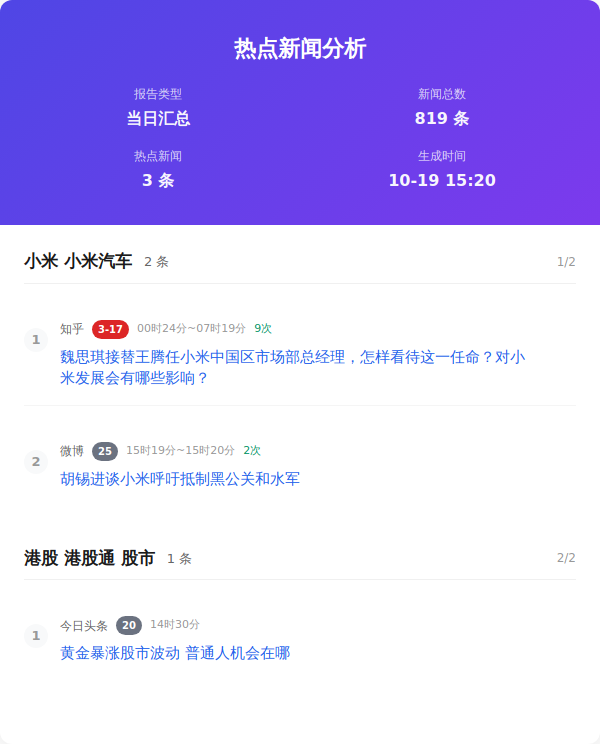 热点新闻分析
报告类型
新闻总数
当日汇总
819 条
热点新闻
生成时间
3 条
10-19 15:20
小米 小米汽车 2 条 1/2
1
知乎 3-17 00时24分~07时19分 9次
魏思琪接替王腾任小米中国区市场部总经理，怎样看待这一任命？对小
米发展会有哪些影响？
2
微博 25 15时19分~15时20分 2次
胡锡进谈小米呼吁抵制黑公关和水军
港股 港股通 股市 1 条 2/2
1
今日头条 20 14时30分
黄金暴涨股市波动 普通人机会在哪